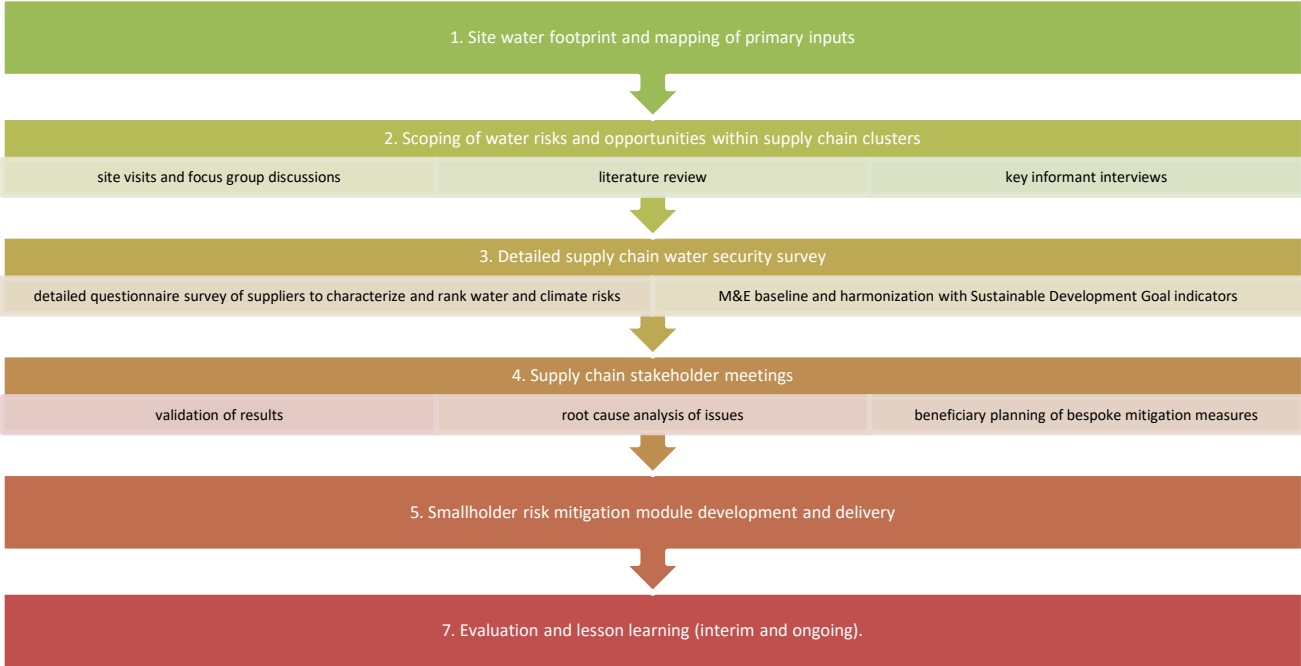 1. Site water footprint and mapping of primary inputs
2. Scoping of water risks and opportunities within supply chain clusters
site visits and focus group discussions
literature review
key informant interviews
3. Detailed supply chain water security survey
detailed questionnaire survey of suppliers to characterize and rank water and climate risks
M&E baseline and harmonization with Sustainable Development Goal indicators
4. Supply chain stakeholder meetings
validation of results
root cause analysis of issues
beneficiary planning of bespoke mitigation measures
5. Smallholder risk mitigation module development and delivery
7. Evaluation and lesson learning (interim and ongoing).